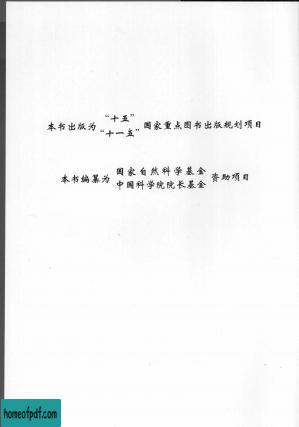 本书出版为 “十五” 国家重点图书出版规划项目
“十一五”
本书编纂为 国家自然科学基金 资助项目
中国科学院院长基金
homeofpdf.com